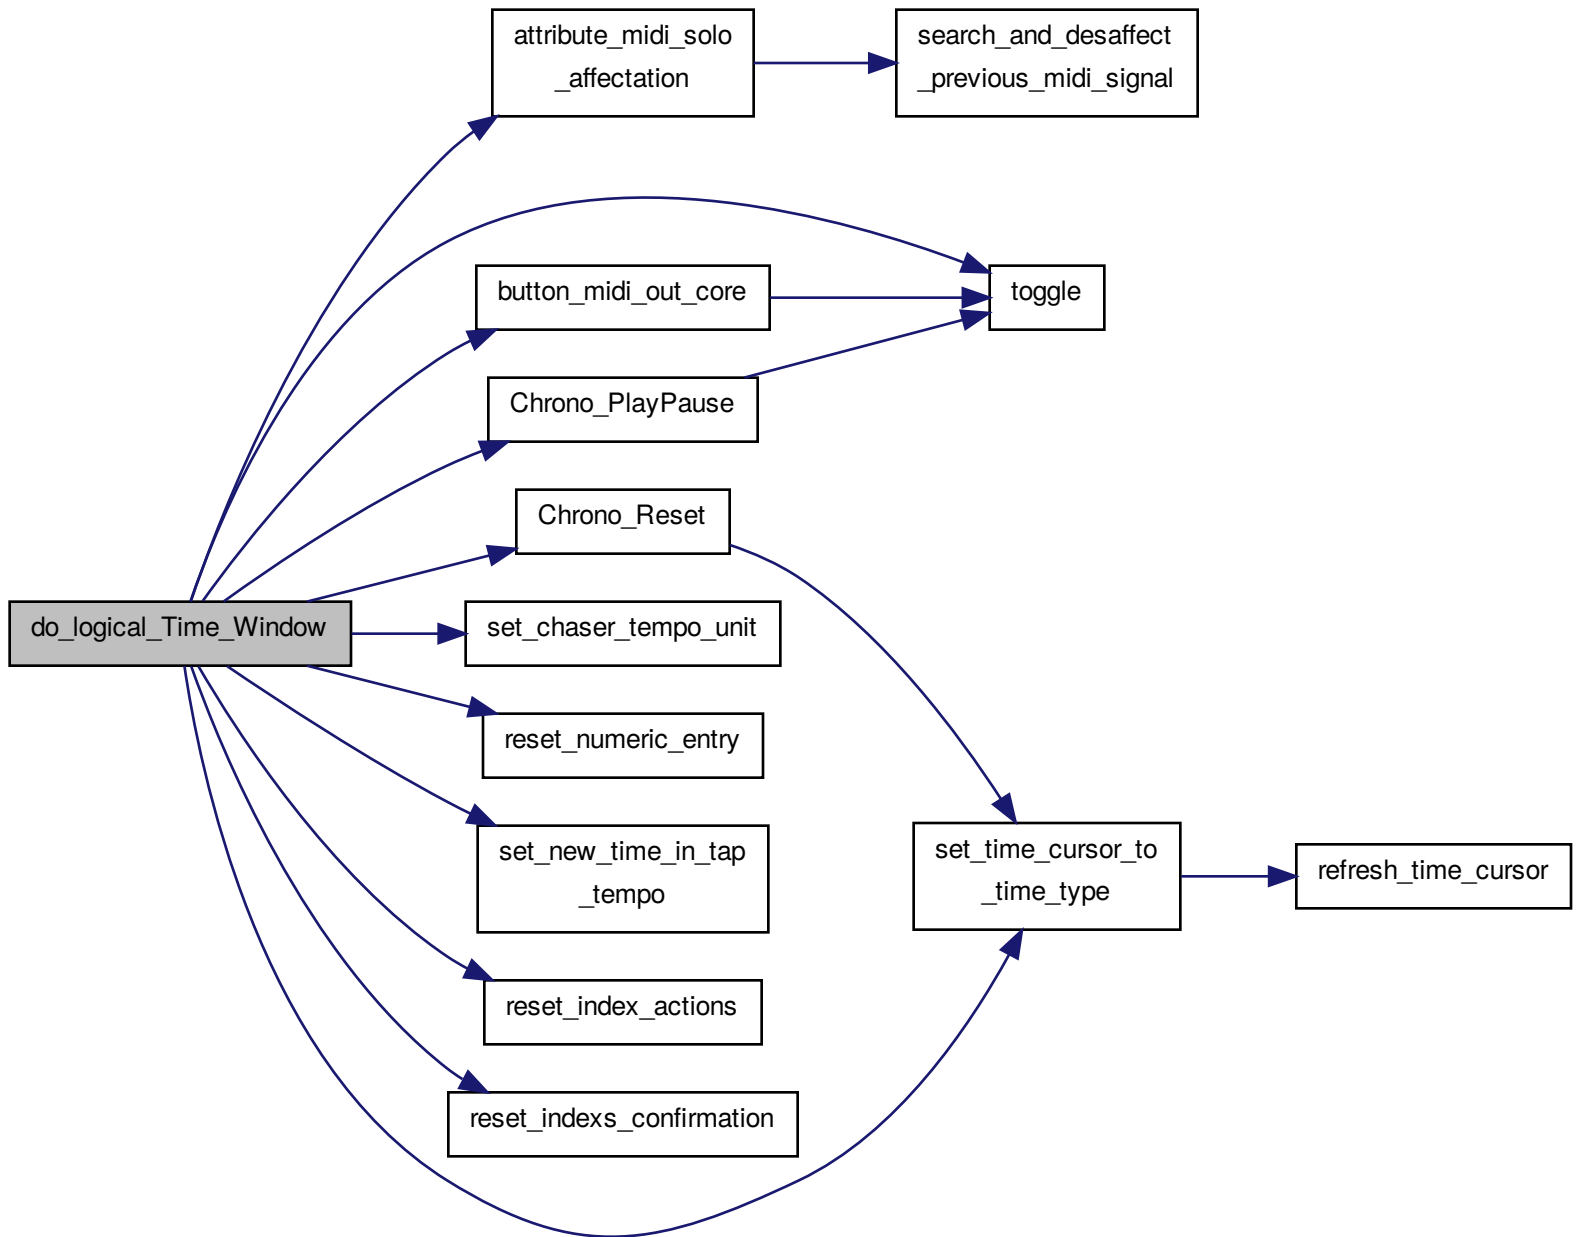 attribute_midi_solo
_affectation
search_and_desaffect
_previous_midi_signal
button_midi_out_core
toggle
Chrono_PlayPause
Chrono_Reset
do_logical_Time_Window
set_chaser_tempo_unit
reset_numeric_entry
set_new_time_in_tap
_tempo
set_time_cursor_to
_time_type
refresh_time_cursor
reset_index_actions
reset_indexs_confirmation